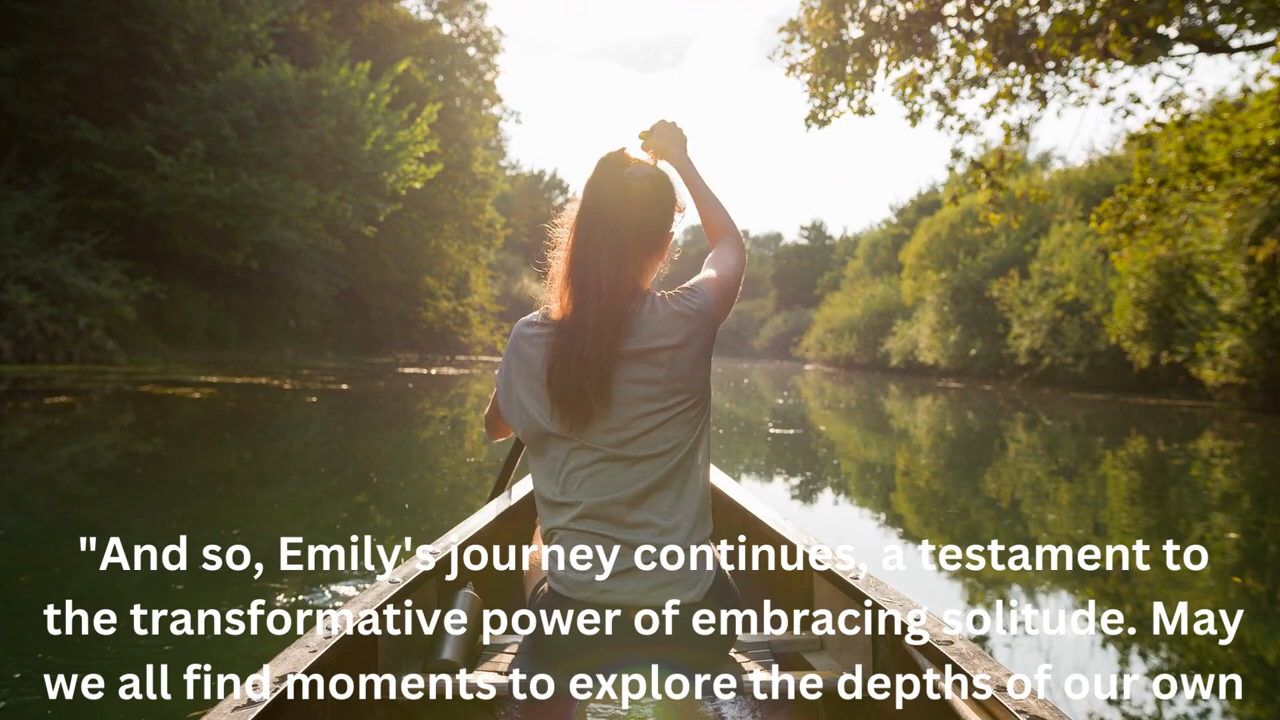 "And so, Emily's journey continues, a testament to
the transformative power of embracing solitude. May
we all find moments to explore the depths of our own